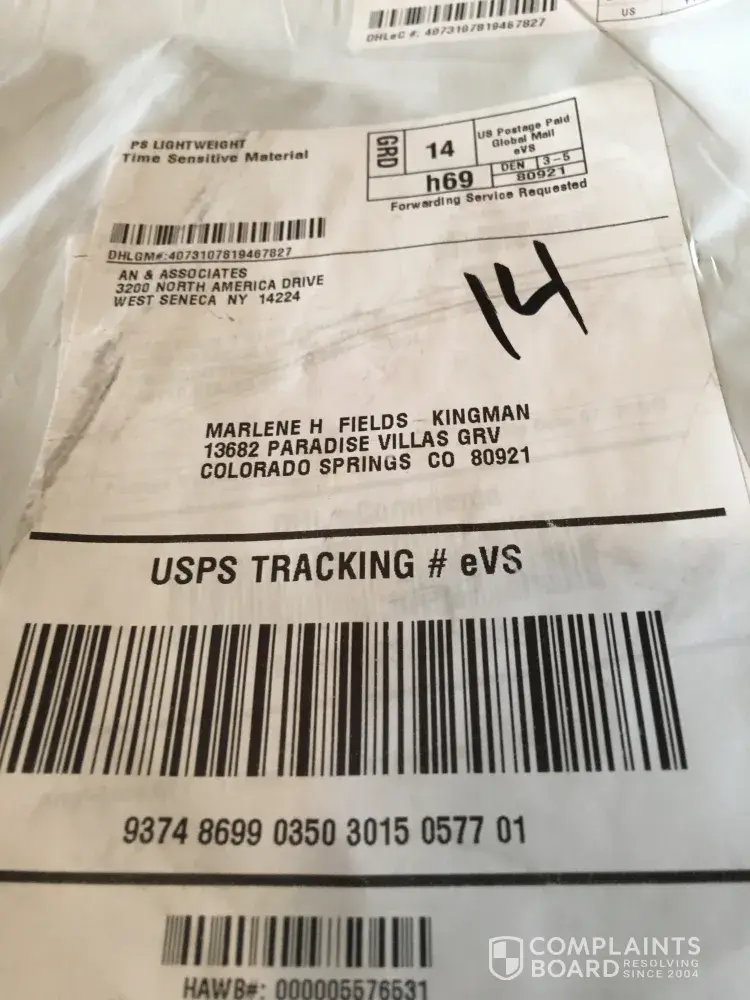 DHLeC #: 4073107819467827
US
PS LIGHTWEIGHT
Time Sensitive Material
GRD
14
US Postage Paid
Global Mail
eVS
h69
DEN 3-5
80921
Forwarding Service Requested
DHLGM#:4073107819467827
AN & ASSOCIATES
3200 NORTH AMERICA DRIVE
WEST SENECA NY 14224
14
MARLENE H FIELDS KINGMAN
13682 PARADISE VILLAS GRV
COLORADO SPRINGS CO 80921
USPS TRACKING # eVS
9374 8699 0350 3015 0577 01
HAWB#: 000005576531
COMPLAINTS
BOARD RESOLVING
SINCE 2004